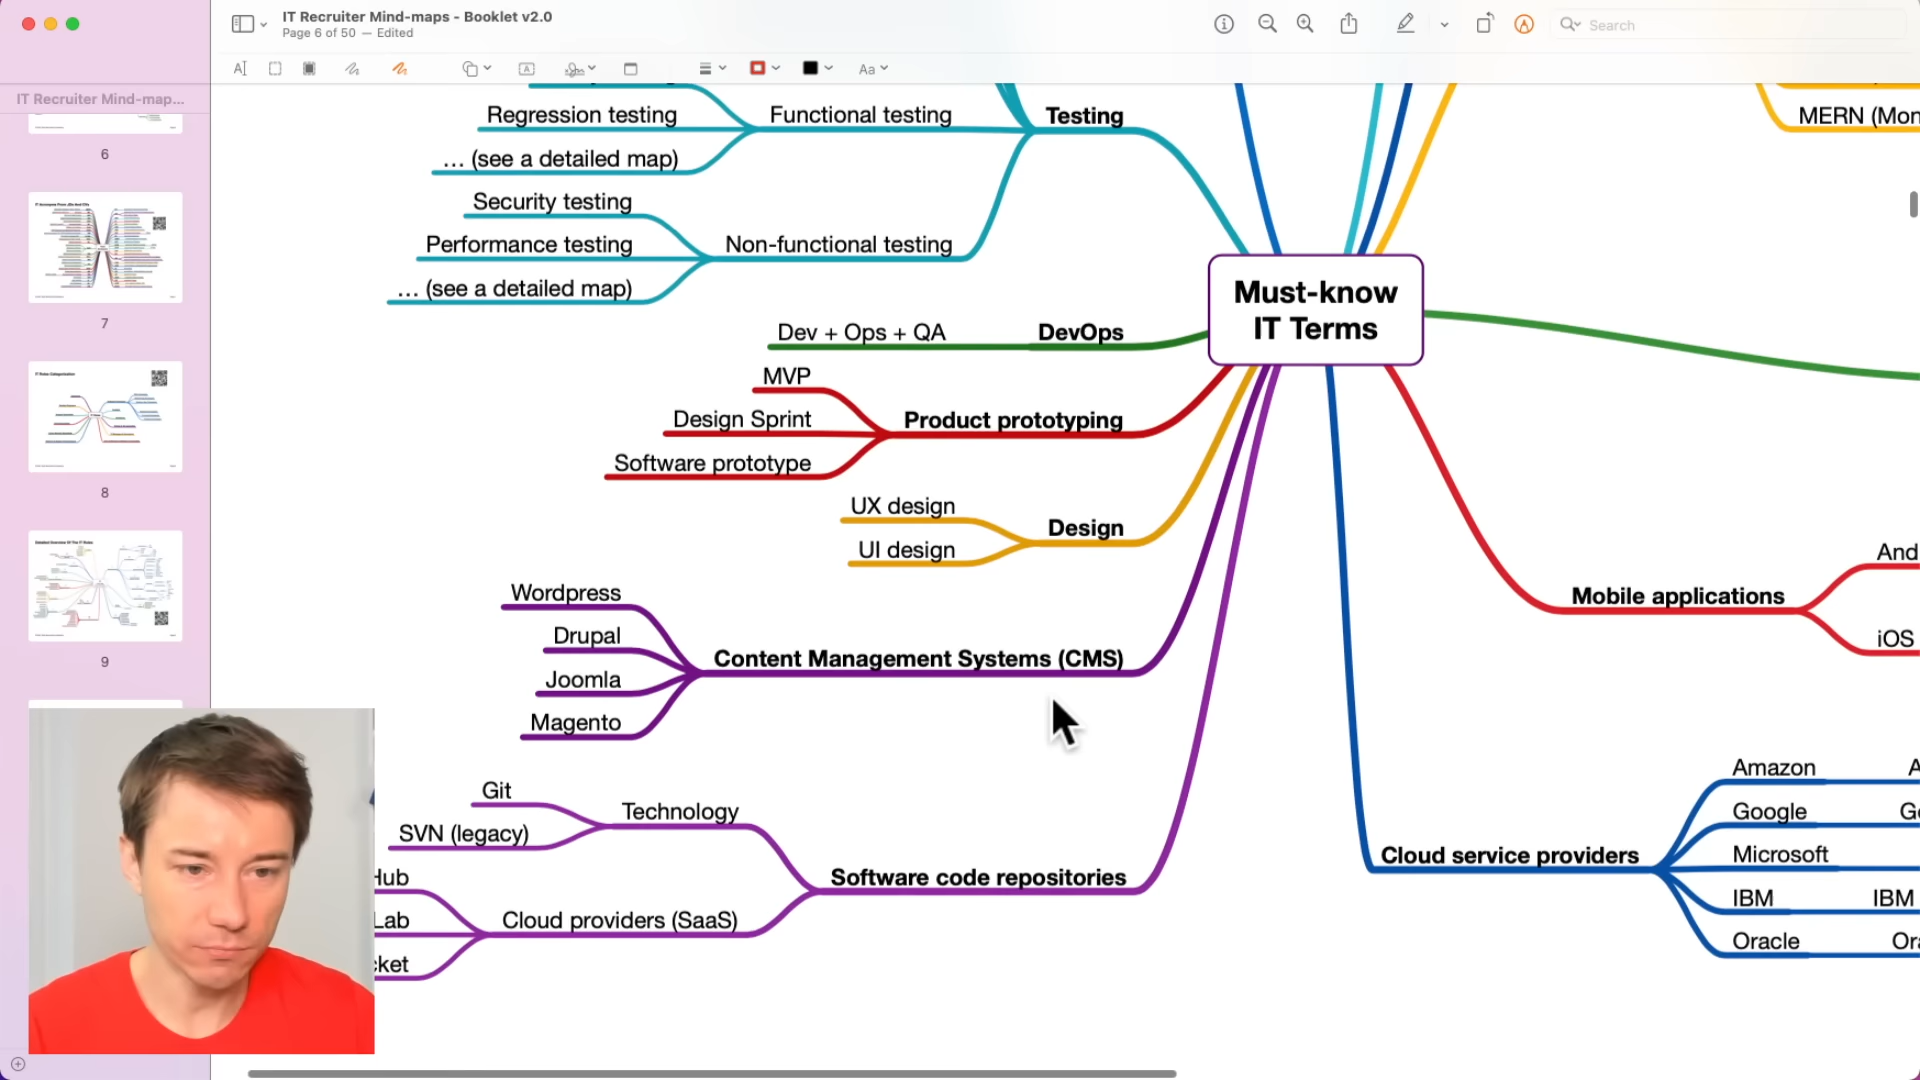 IT Recruiter Mind-maps - Booklet v2.0
Page 6 of 50 — Edited
Search
Aa
IT Recruiter Mind-map...
6
7
8
9
Regression testing
Functional testing
Testing
... (see a detailed map)
Security testing
Performance testing
Non-functional testing
... (see a detailed map)
MERN (Mon
Must-know
IT Terms
Dev + Ops + QA
DevOps
MVP
Design Sprint
Product prototyping
Software prototype
UX design
Design
UI design
Wordpress
Drupal
Content Management Systems (CMS)
Joomla
Magento
Git
Technology
SVN (legacy)
Hub
Software code repositories
Lab
Cloud providers (SaaS)
cket
And
Mobile applications
iOS
Amazon
A
Google
Go
Cloud service providers
Microsoft
IBM
IBM
Oracle
Ora